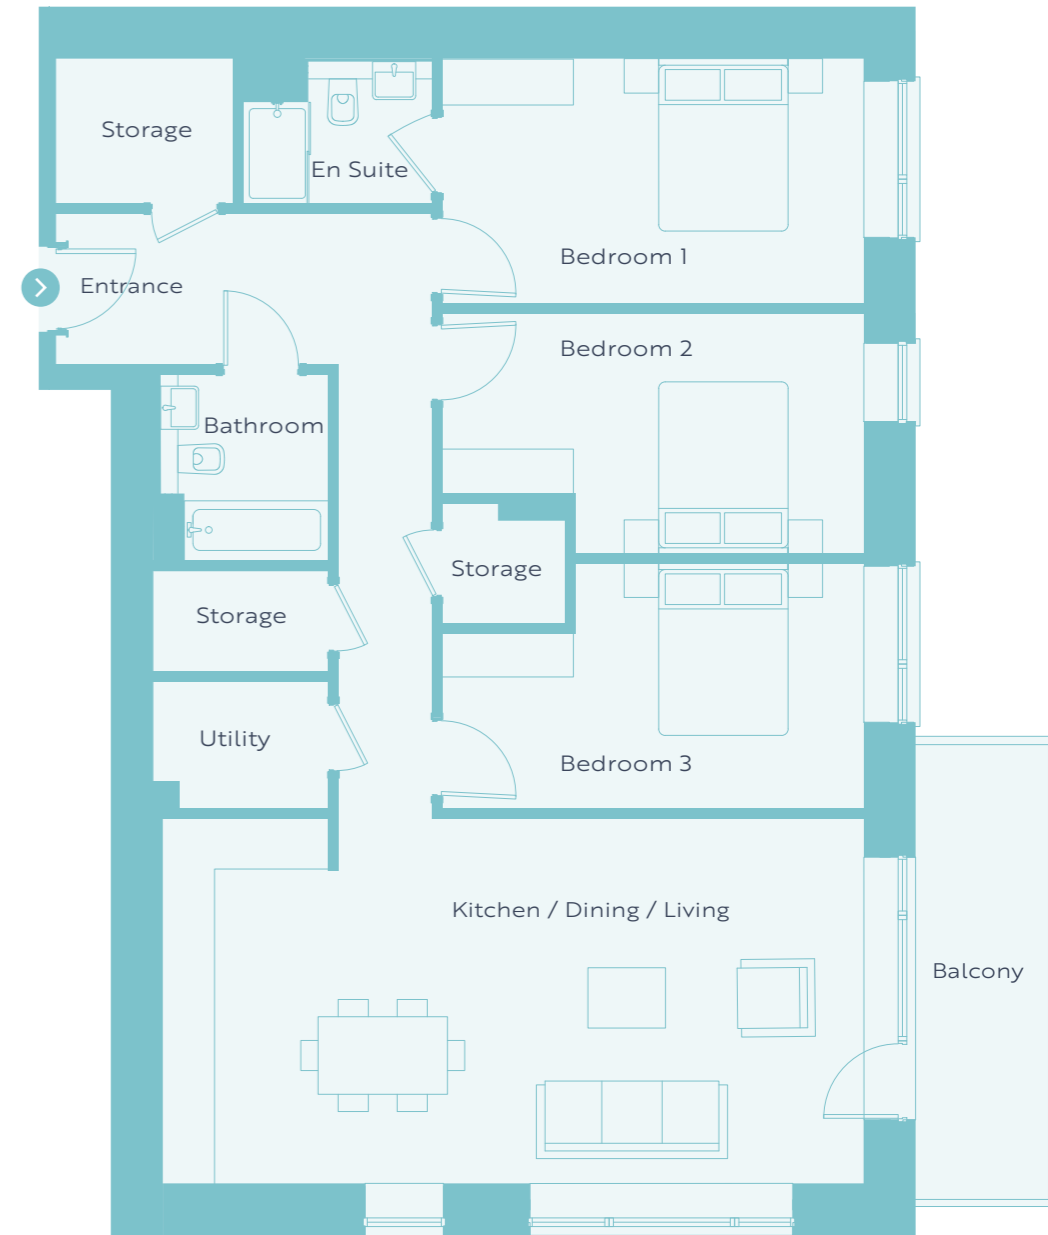 Storage
En Suite
Bedroom 1
Entrance
Bedroom 2
Bathroom
Storage
Storage
Utility
Bedroom 3
Kitchen / Dining / Living
Balcony